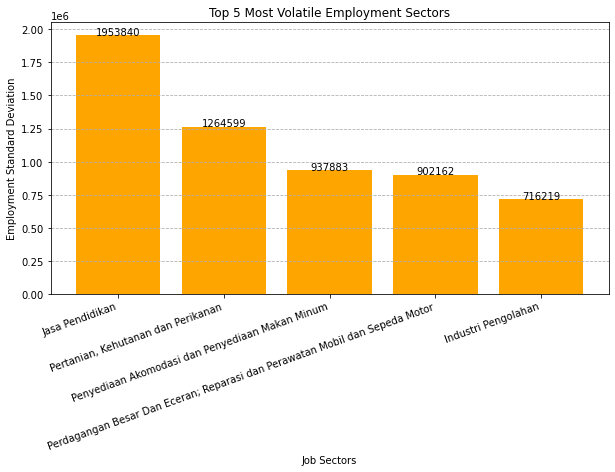 Top 5 Most Volatile Employment Sectors
1e6
Employment Standard Deviation
2.00
1.75
1.50
1.25
1.00
0.75
0.50
0.25
0.00
1953840
1264599
937883
902162
716219
Jasa Pendidikan
Pertanian, Kehutanan dan Perikanan
Penyediaan Akomodasi dan Penyediaan Makan Minum
Perdagangan Besar Dan Eceran; Reparasi dan Perawatan Mobil dan Sepeda Motor
Industri Pengolahan
Job Sectors